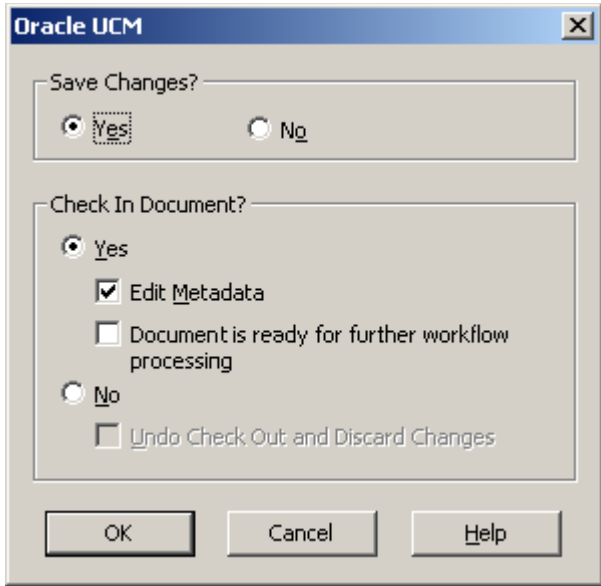 Oracle UCM
Save Changes?
Yes No
Check In Document?
Yes
Edit Metadata
Document is ready for further workflow
processing
No
Undo Check Out and Discard Changes
OK Cancel Help